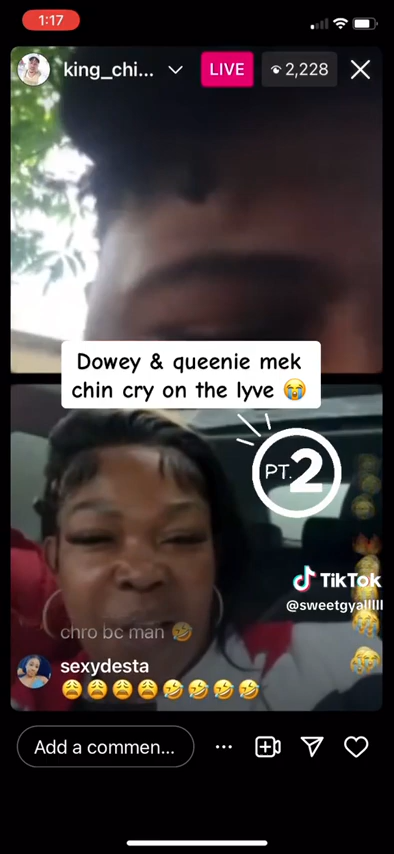 1:17
king_chi...
LIVE
2,228
Dowey & queenie mek
chin cry on the lyve 😭
PT.2
TikTok
@sweetgyalllll
chro bc man 🤣
sexydesta
😩😩😩😩🤣🤣🤣🤣
Add a commen...